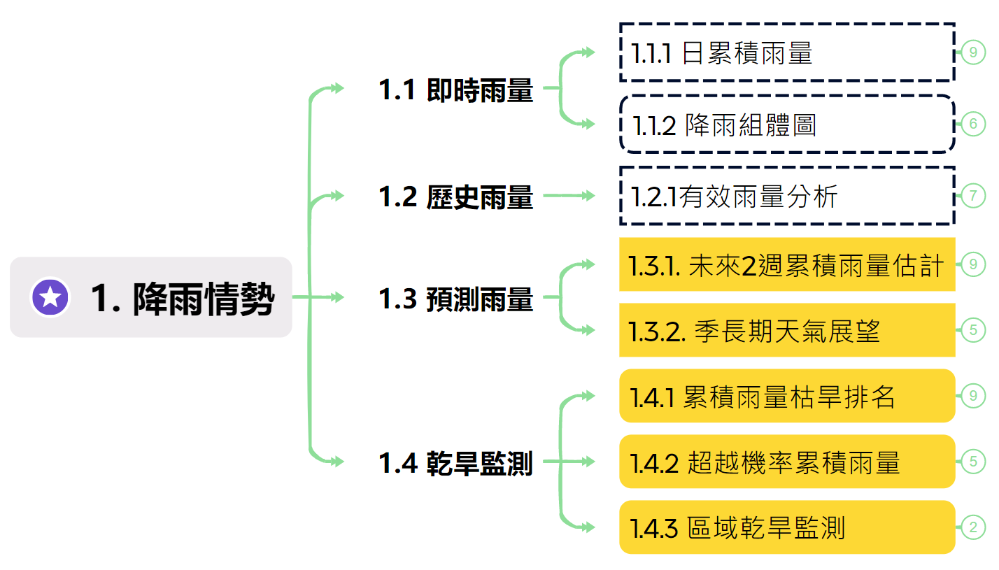 1. 降雨情勢
1.1 即時雨量
1.1.1 日累積雨量
9
1.1.2 降雨組體圖
6
1.2 歷史雨量
1.2.1有效雨量分析
7
1.3 預測雨量
1.3.1. 未來2週累積雨量估計
9
1.3.2. 季長期天氣展望
5
1.4 乾旱監測
1.4.1 累積雨量枯旱排名
9
1.4.2 超越機率累積雨量
5
1.4.3 區域乾旱監測
2